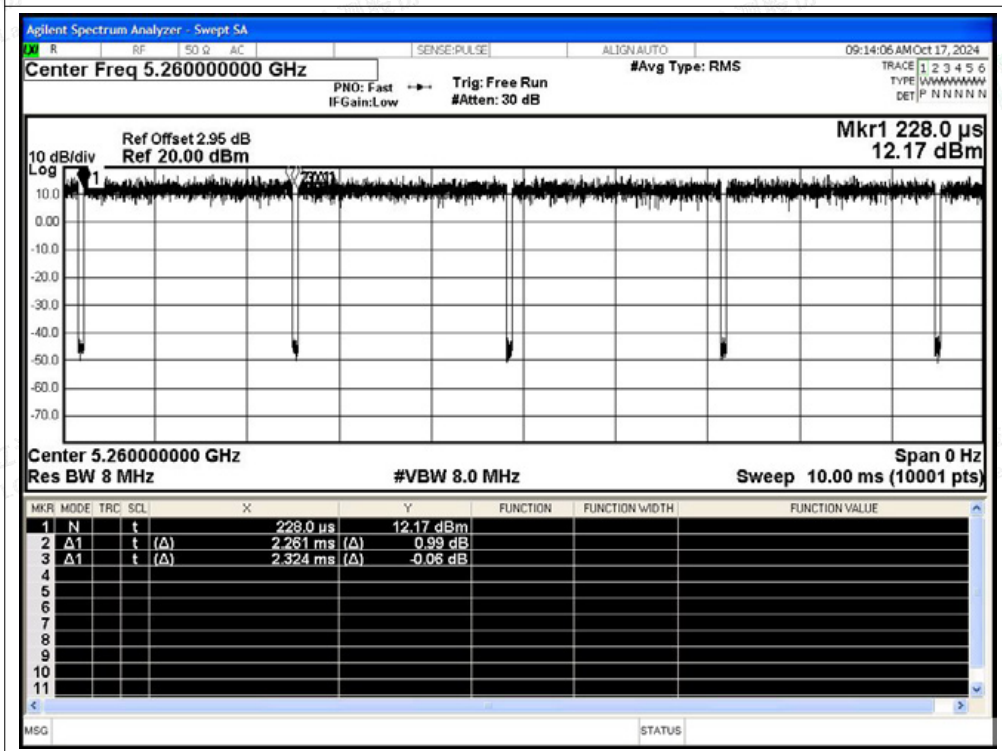 Agilent Spectrum Analyzer - Swept SA
R RF 50 Ω AC SENSE:PULSE ALIGN AUTO 09:14:06 AM Oct 17, 2024
Center Freq 5.260000000 GHz
PNO: Fast
IFGain:Low
Trig: Free Run
#Atten: 30 dB
#Avg Type: RMS
TRACE 1 2 3 4 5 6
TYPE
DET P N N N N N
Ref Offset 2.95 dB
10 dB/div Ref 20.00 dBm
Mkr1 228.0 µs
12.17 dBm
Log
1
10.0
0.00
-10.0
-20.0
-30.0
-40.0
-50.0
-60.0
-70.0
Center 5.260000000 GHz Span 0 Hz
Res BW 8 MHz #VBW 8.0 MHz Sweep 10.00 ms (10001 pts)
MKR MODE TRC SCL X Y FUNCTION FUNCTION WIDTH FUNCTION VALUE
1 N t 228.0 µs 12.17 dBm
2 Δ1 t (Δ) 2.261 ms (Δ) 0.99 dB
3 Δ1 t (Δ) 2.324 ms (Δ) -0.06 dB
4
5
6
7
8
9
10
11
MSG STATUS